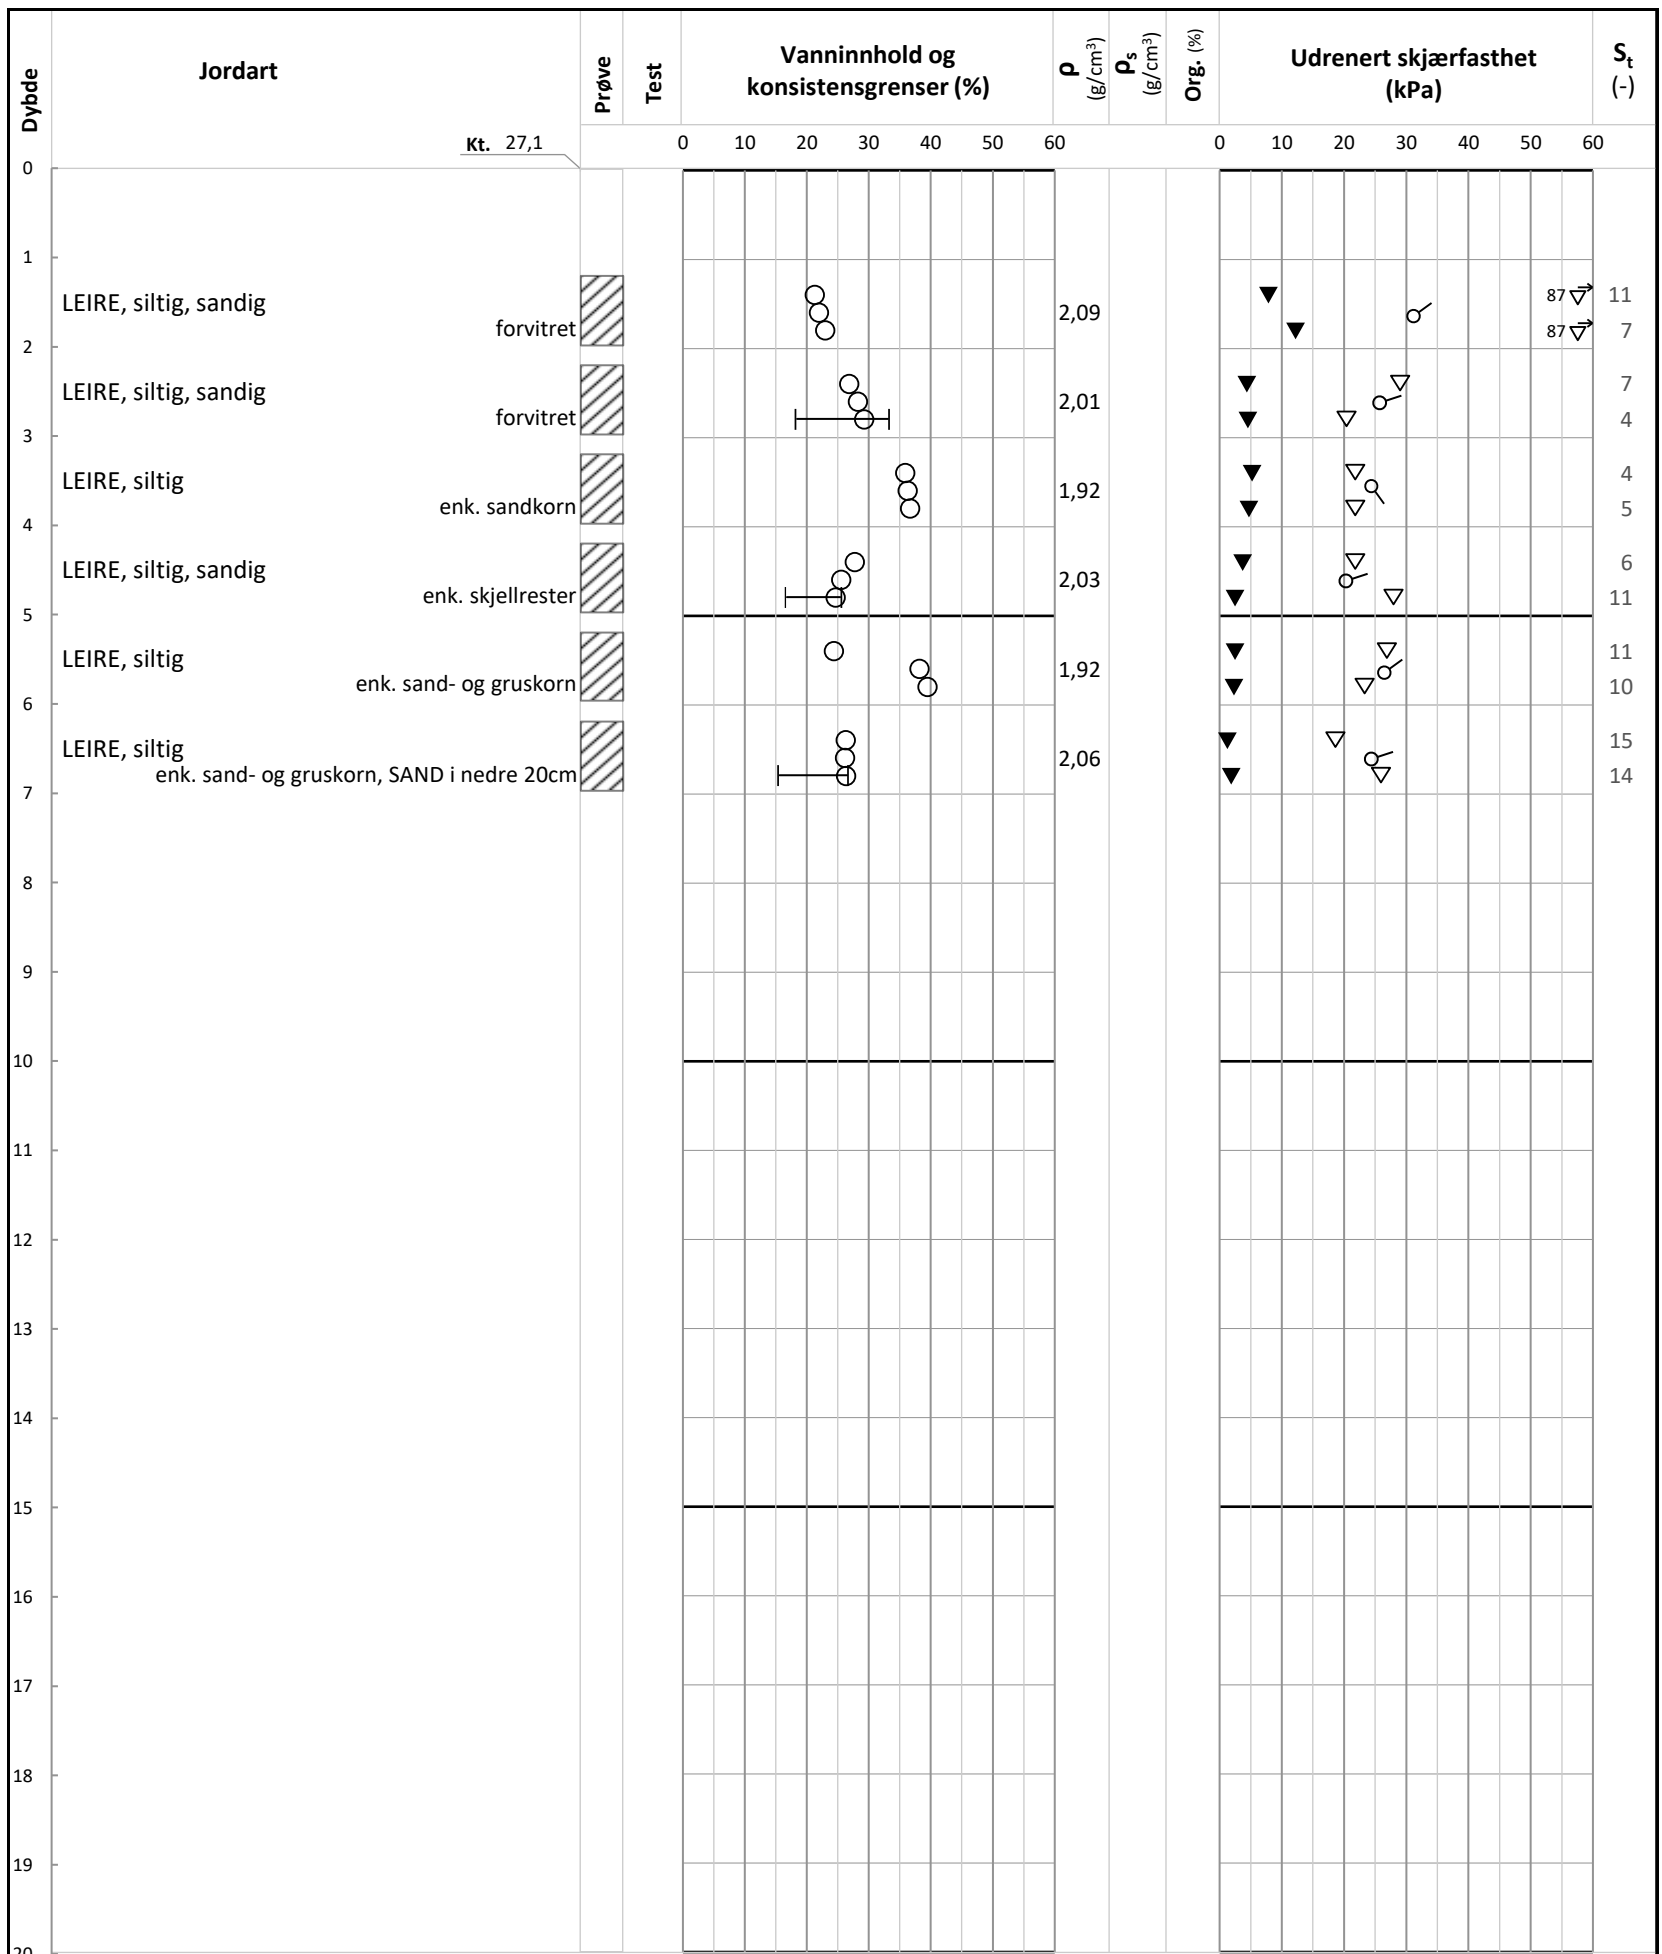 Dybde
Jordart
Prøve
Test
Vanninnhold og
konsistensgrenser (%)
ρ
(g/cm³)
ρs
(g/cm³)
Org. (%)
Udrenert skjærfasthet
(kPa)
St
(-)
Kt. 27,1
0 10 20 30 40 50 60
0 10 20 30 40 50 60
0
1
LEIRE, siltig, sandig
forvitret
2,09
87 11
87 7
2
LEIRE, siltig, sandig
forvitret
2,01
7
4
3
LEIRE, siltig
enk. sandkorn
1,92
4
5
4
LEIRE, siltig, sandig
enk. skjellrester
2,03
6
11
5
LEIRE, siltig
enk. sand- og gruskorn
1,92
11
10
6
LEIRE, siltig
enk. sand- og gruskorn, SAND i nedre 20cm
2,06
15
14
7
8
9
10
11
12
13
14
15
16
17
18
19
20